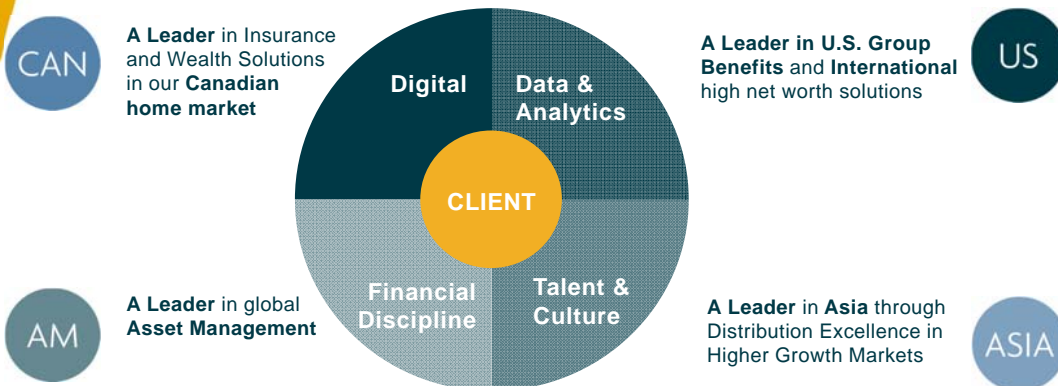 CAN
A Leader in Insurance
and Wealth Solutions
in our Canadian
home market
Digital
Data &
Analytics
A Leader in U.S. Group
Benefits and International
high net worth solutions
US
CLIENT
AM
A Leader in global
Asset Management
Financial
Discipline
Talent &
Culture
A Leader in Asia through
Distribution Excellence in
Higher Growth Markets
ASIA